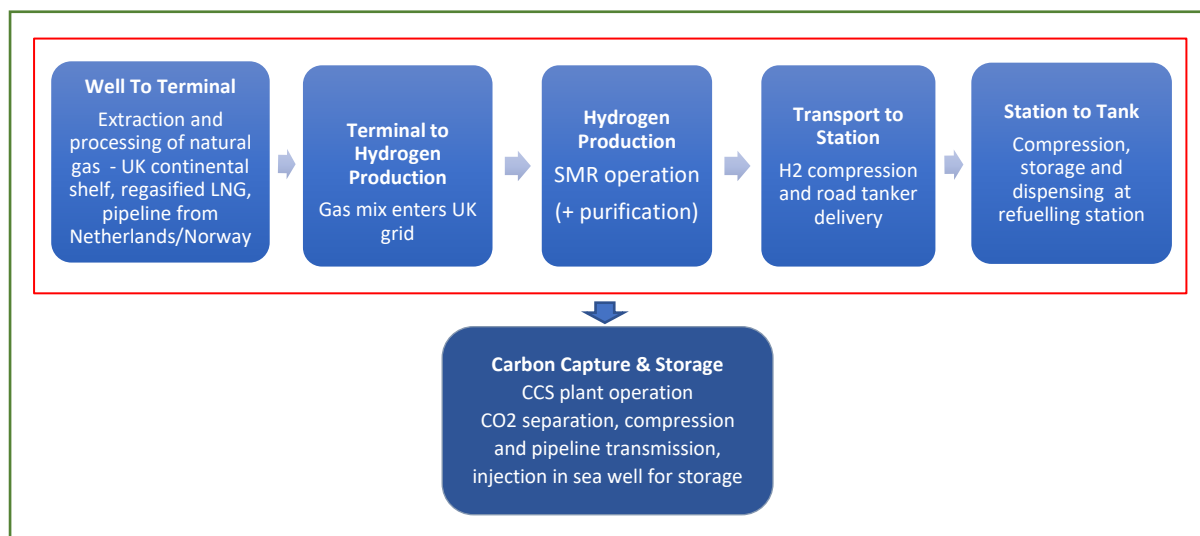 Well To Terminal
Extraction and
processing of natural
gas - UK continental
shelf, regasified LNG,
pipeline from
Netherlands/Norway
Terminal to
Hydrogen
Production
Gas mix enters UK
grid
Hydrogen
Production
SMR operation
(+ purification)
Transport to
Station
H2 compression
and road tanker
delivery
Station to Tank
Compression,
storage and
dispensing at
refuelling station
Carbon Capture & Storage
CCS plant operation
CO2 separation, compression
and pipeline transmission,
injection in sea well for storage